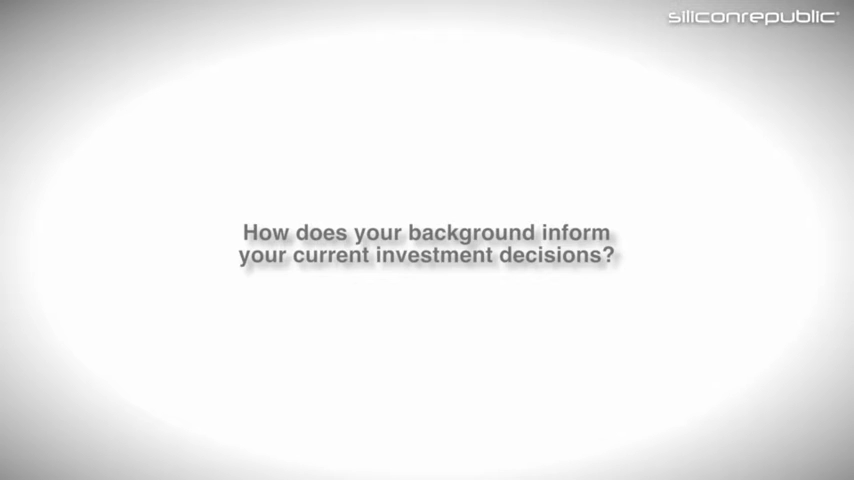 siliconrepublic
How does your background inform
your current investment decisions?